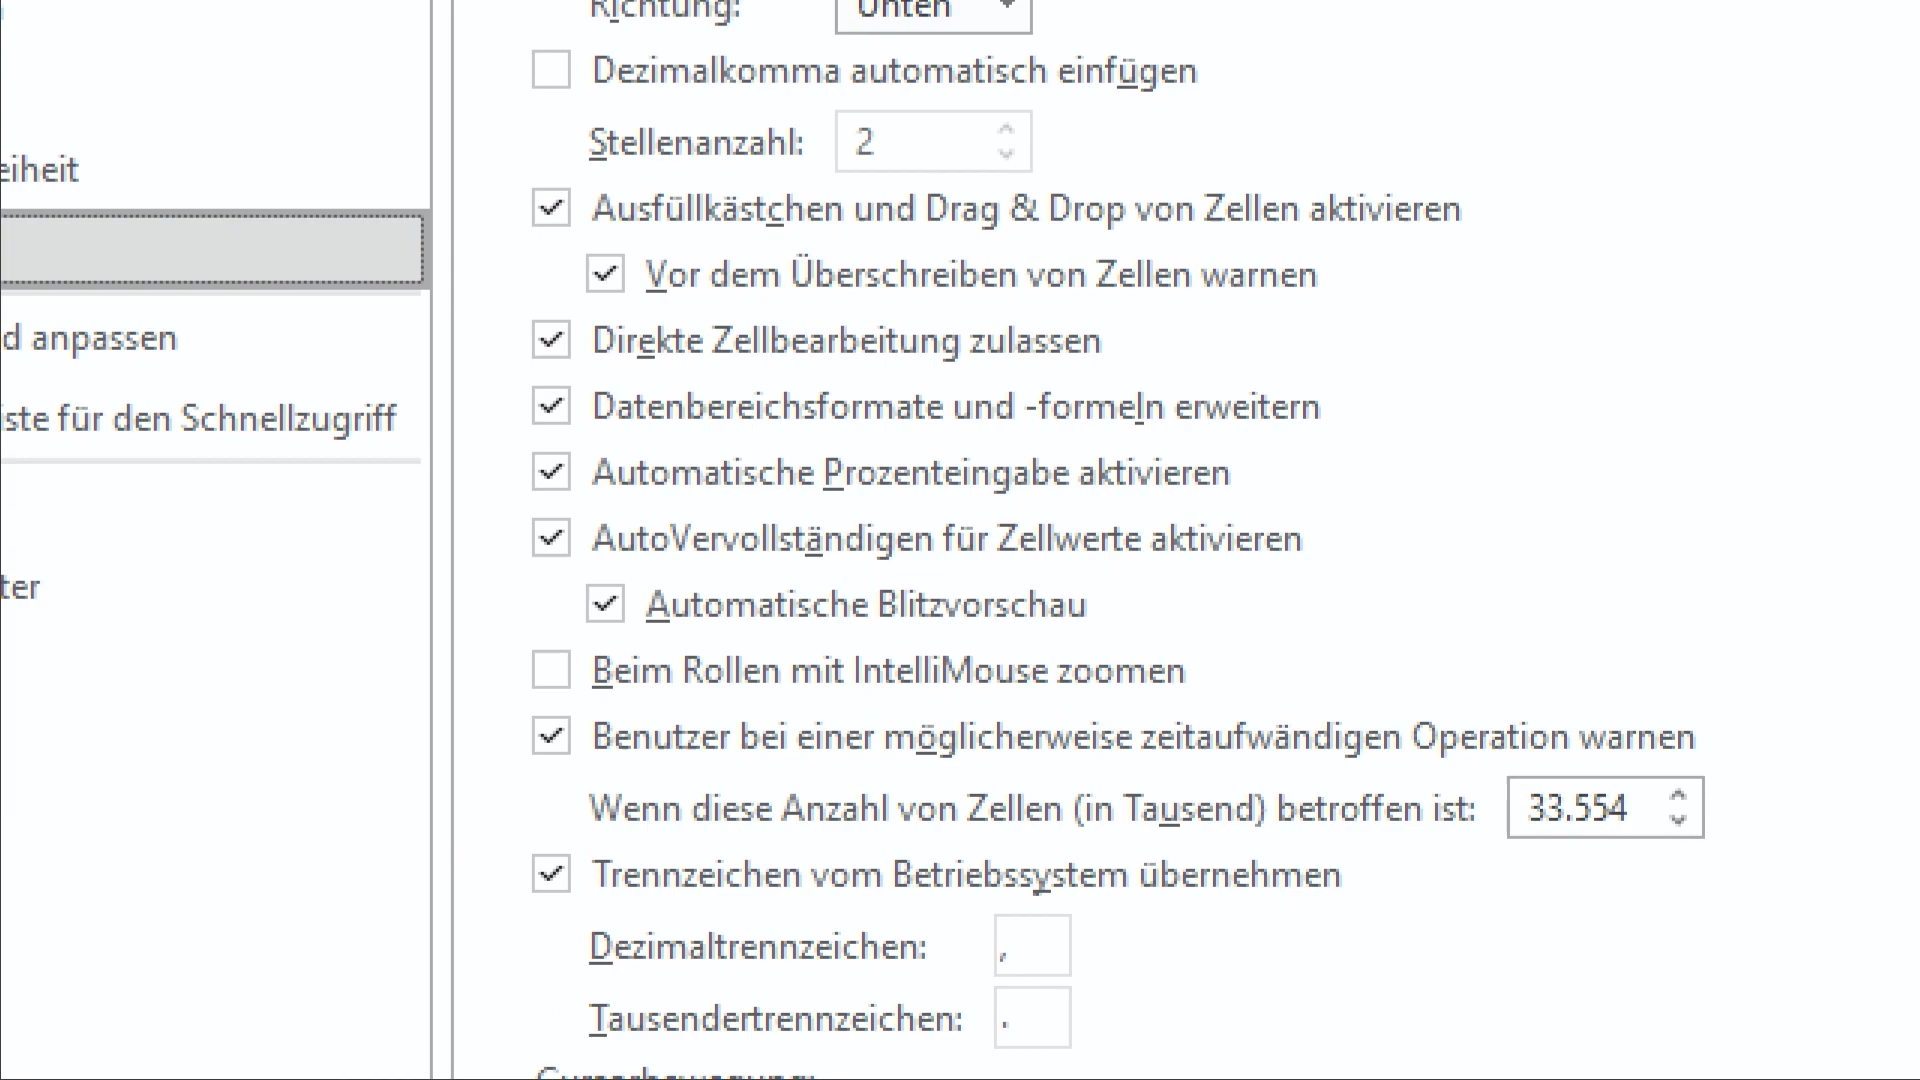 Richtung: Unten
Dezimalkomma automatisch einfügen
Stellenanzahl: 2
eiheit
Ausfüllkästchen und Drag & Drop von Zellen aktivieren
Vor dem Überschreiben von Zellen warnen
d anpassen
Direkte Zellbearbeitung zulassen
iste für den Schnellzugriff
Datenbereichsformate und -formeln erweitern
Automatische Prozenteingabe aktivieren
AutoVervollständigen für Zellwerte aktivieren
ter
Automatische Blitzvorschau
Beim Rollen mit IntelliMouse zoomen
Benutzer bei einer möglicherweise zeitaufwändigen Operation warnen
Wenn diese Anzahl von Zellen (in Tausend) betroffen ist: 33.554
Trennzeichen vom Betriebssystem übernehmen
Dezimaltrennzeichen: ,
Tausendertrennzeichen: .
Cursorbewegung: